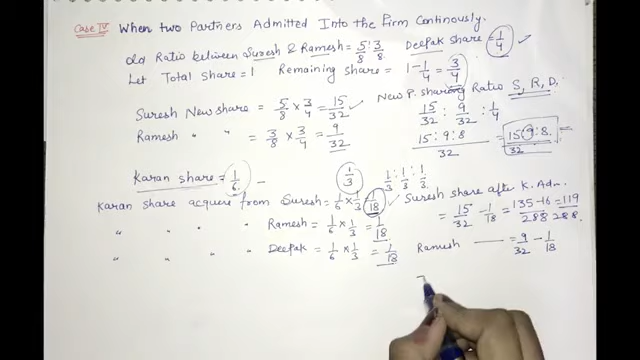 Case IV When two Partners Admitted Into the Firm Continously.
Old Ratio between Suresh & Ramesh = 5/8 : 3/8 Deepak share = 1/4
Let Total Share = 1 Remaining share = 1 - 1/4 = 3/4
New P. sharing Ratio S, R, D.
Suresh New share = 5/8 × 3/4 = 15/32
15/32 : 9/32 : 1/4
Ramesh " " = 3/8 × 3/4 = 9/32
15 : 9 : 8 / 32 = 15 : 9 : 8. / 32
Karan share = 1/6 -
1/3 1/3 : 1/3 : 1/3
Karan share acquire from Suresh = 1/6 × 1/3 = 1/18
Suresh share after K. Adm.
= 15/32 - 1/18 = 135-16/288 = 119/288
" " " Ramesh = 1/6 × 1/3 = 1/18
" " " Deepak = 1/6 × 1/3 = 1/18
Ramesh = 9/32 - 1/18